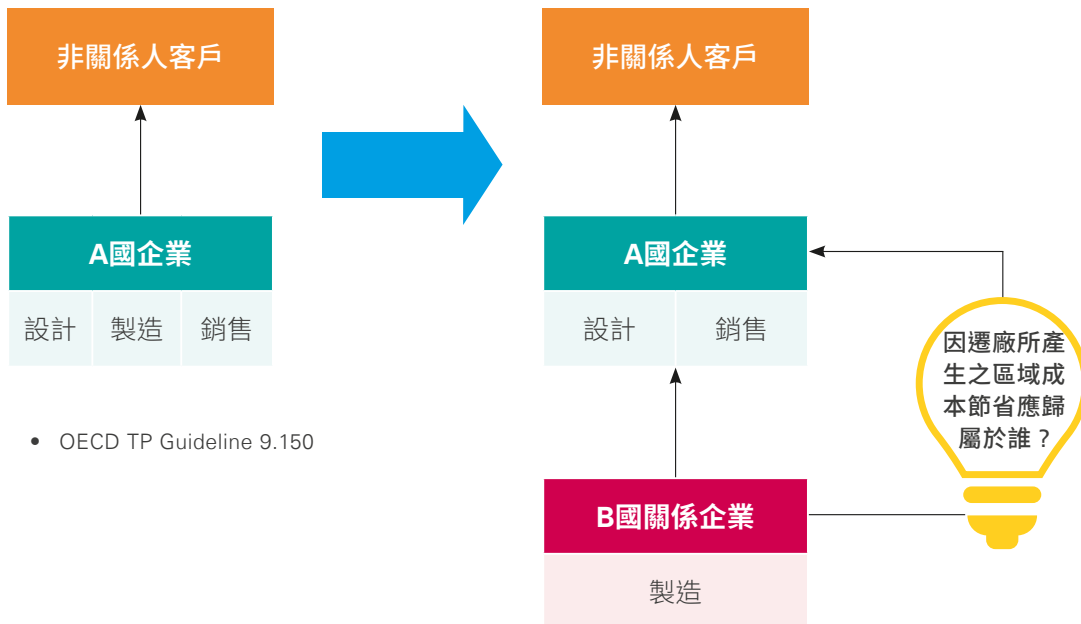 非關係人客戶
A國企業
設計
製造
銷售
• OECD TP Guideline 9.150
非關係人客戶
A國企業
設計
銷售
B國關係企業
製造
因遷廠所產
生之區域成
本節省應歸
屬於誰？